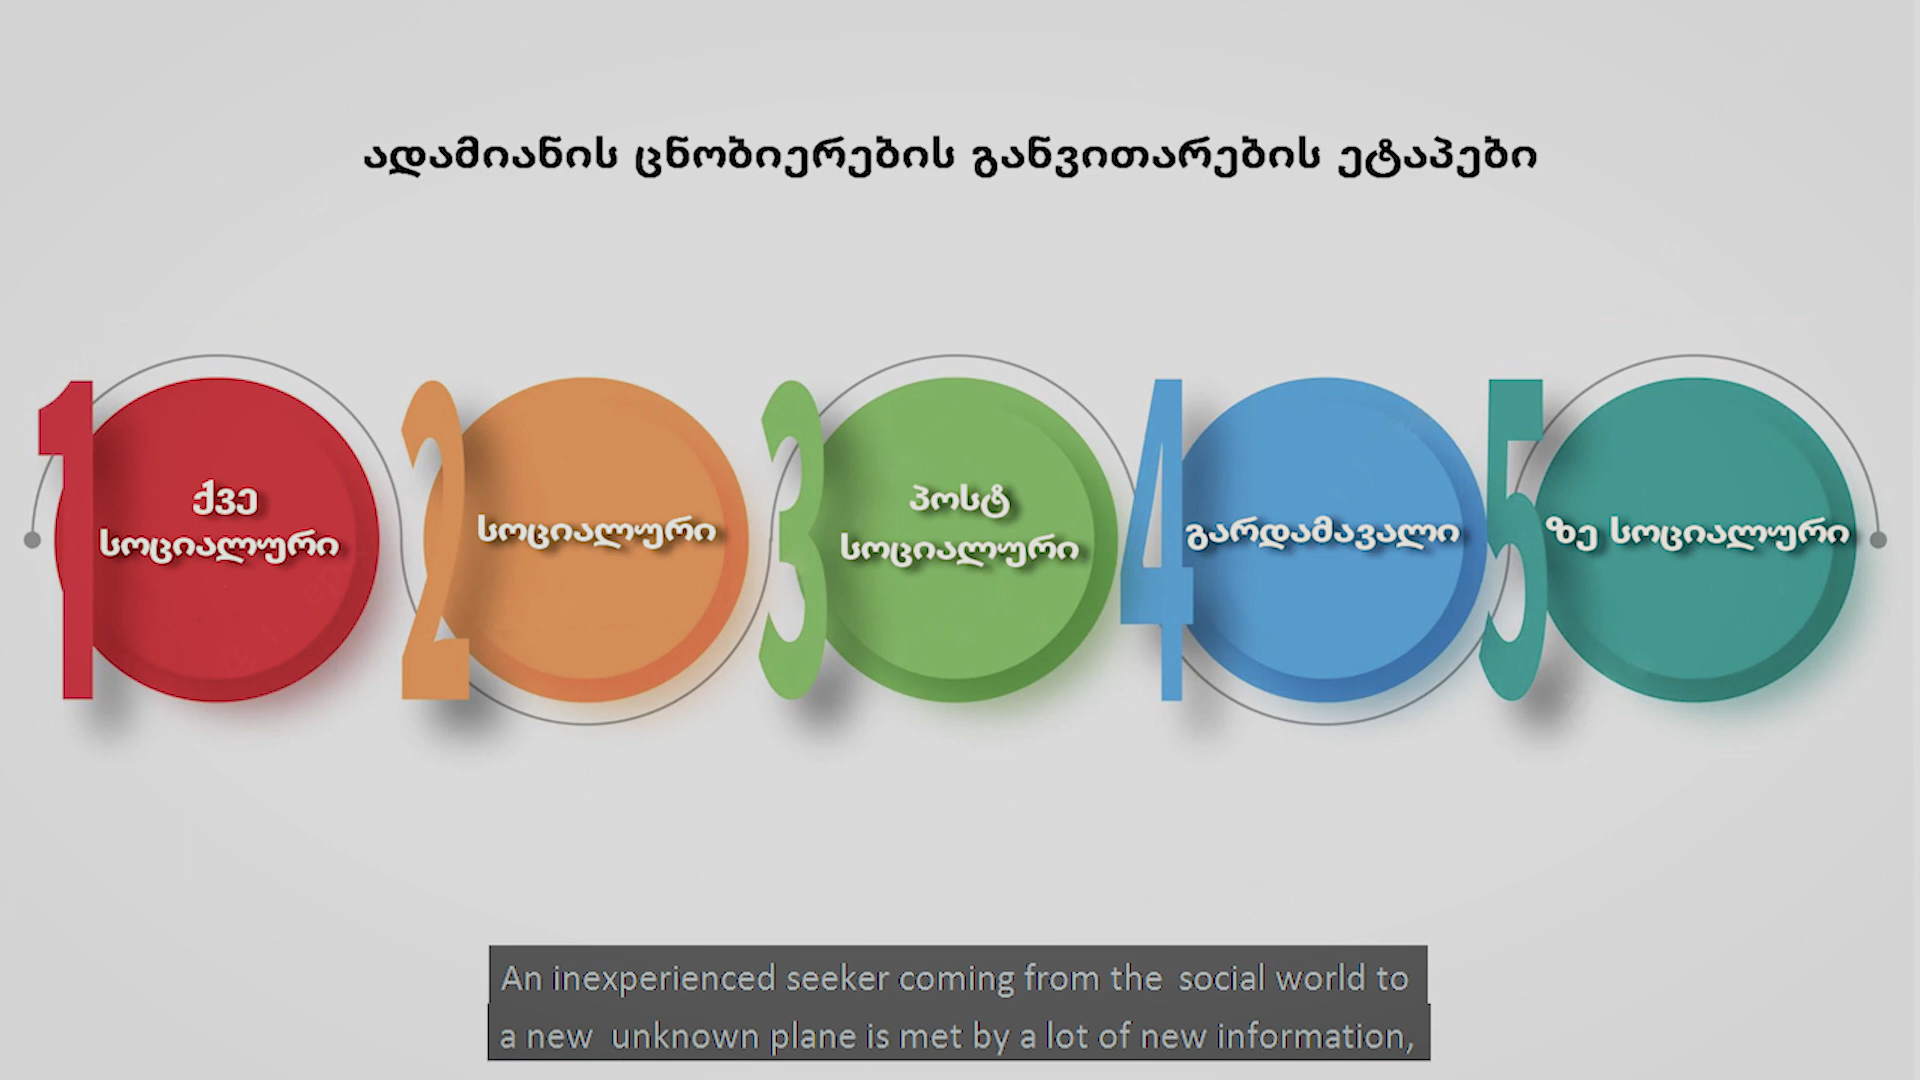 ადამიანის ცნობიერების განვითარების ეტაპები
1
ქვე
სოციალური
2
სოციალური
3
პოსტ
სოციალური
4
გარდამავალი
5
ზე სოციალური
An inexperienced seeker coming from the social world to
a new unknown plane is met by a lot of new information,